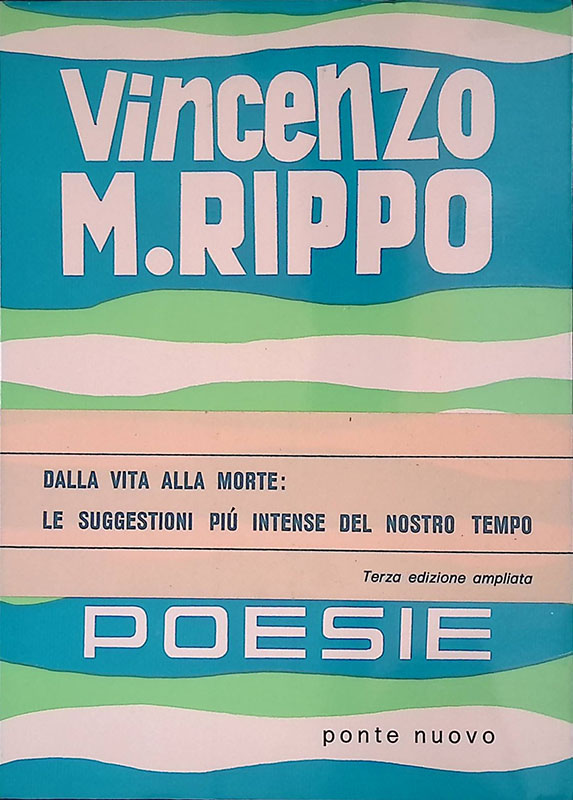 Vincenzo
M. RIPPO
DALLA VITA ALLA MORTE:
LE SUGGESTIONI PIÚ INTENSE DEL NOSTRO TEMPO
Terza edizione ampliata
POESIE
ponte nuovo